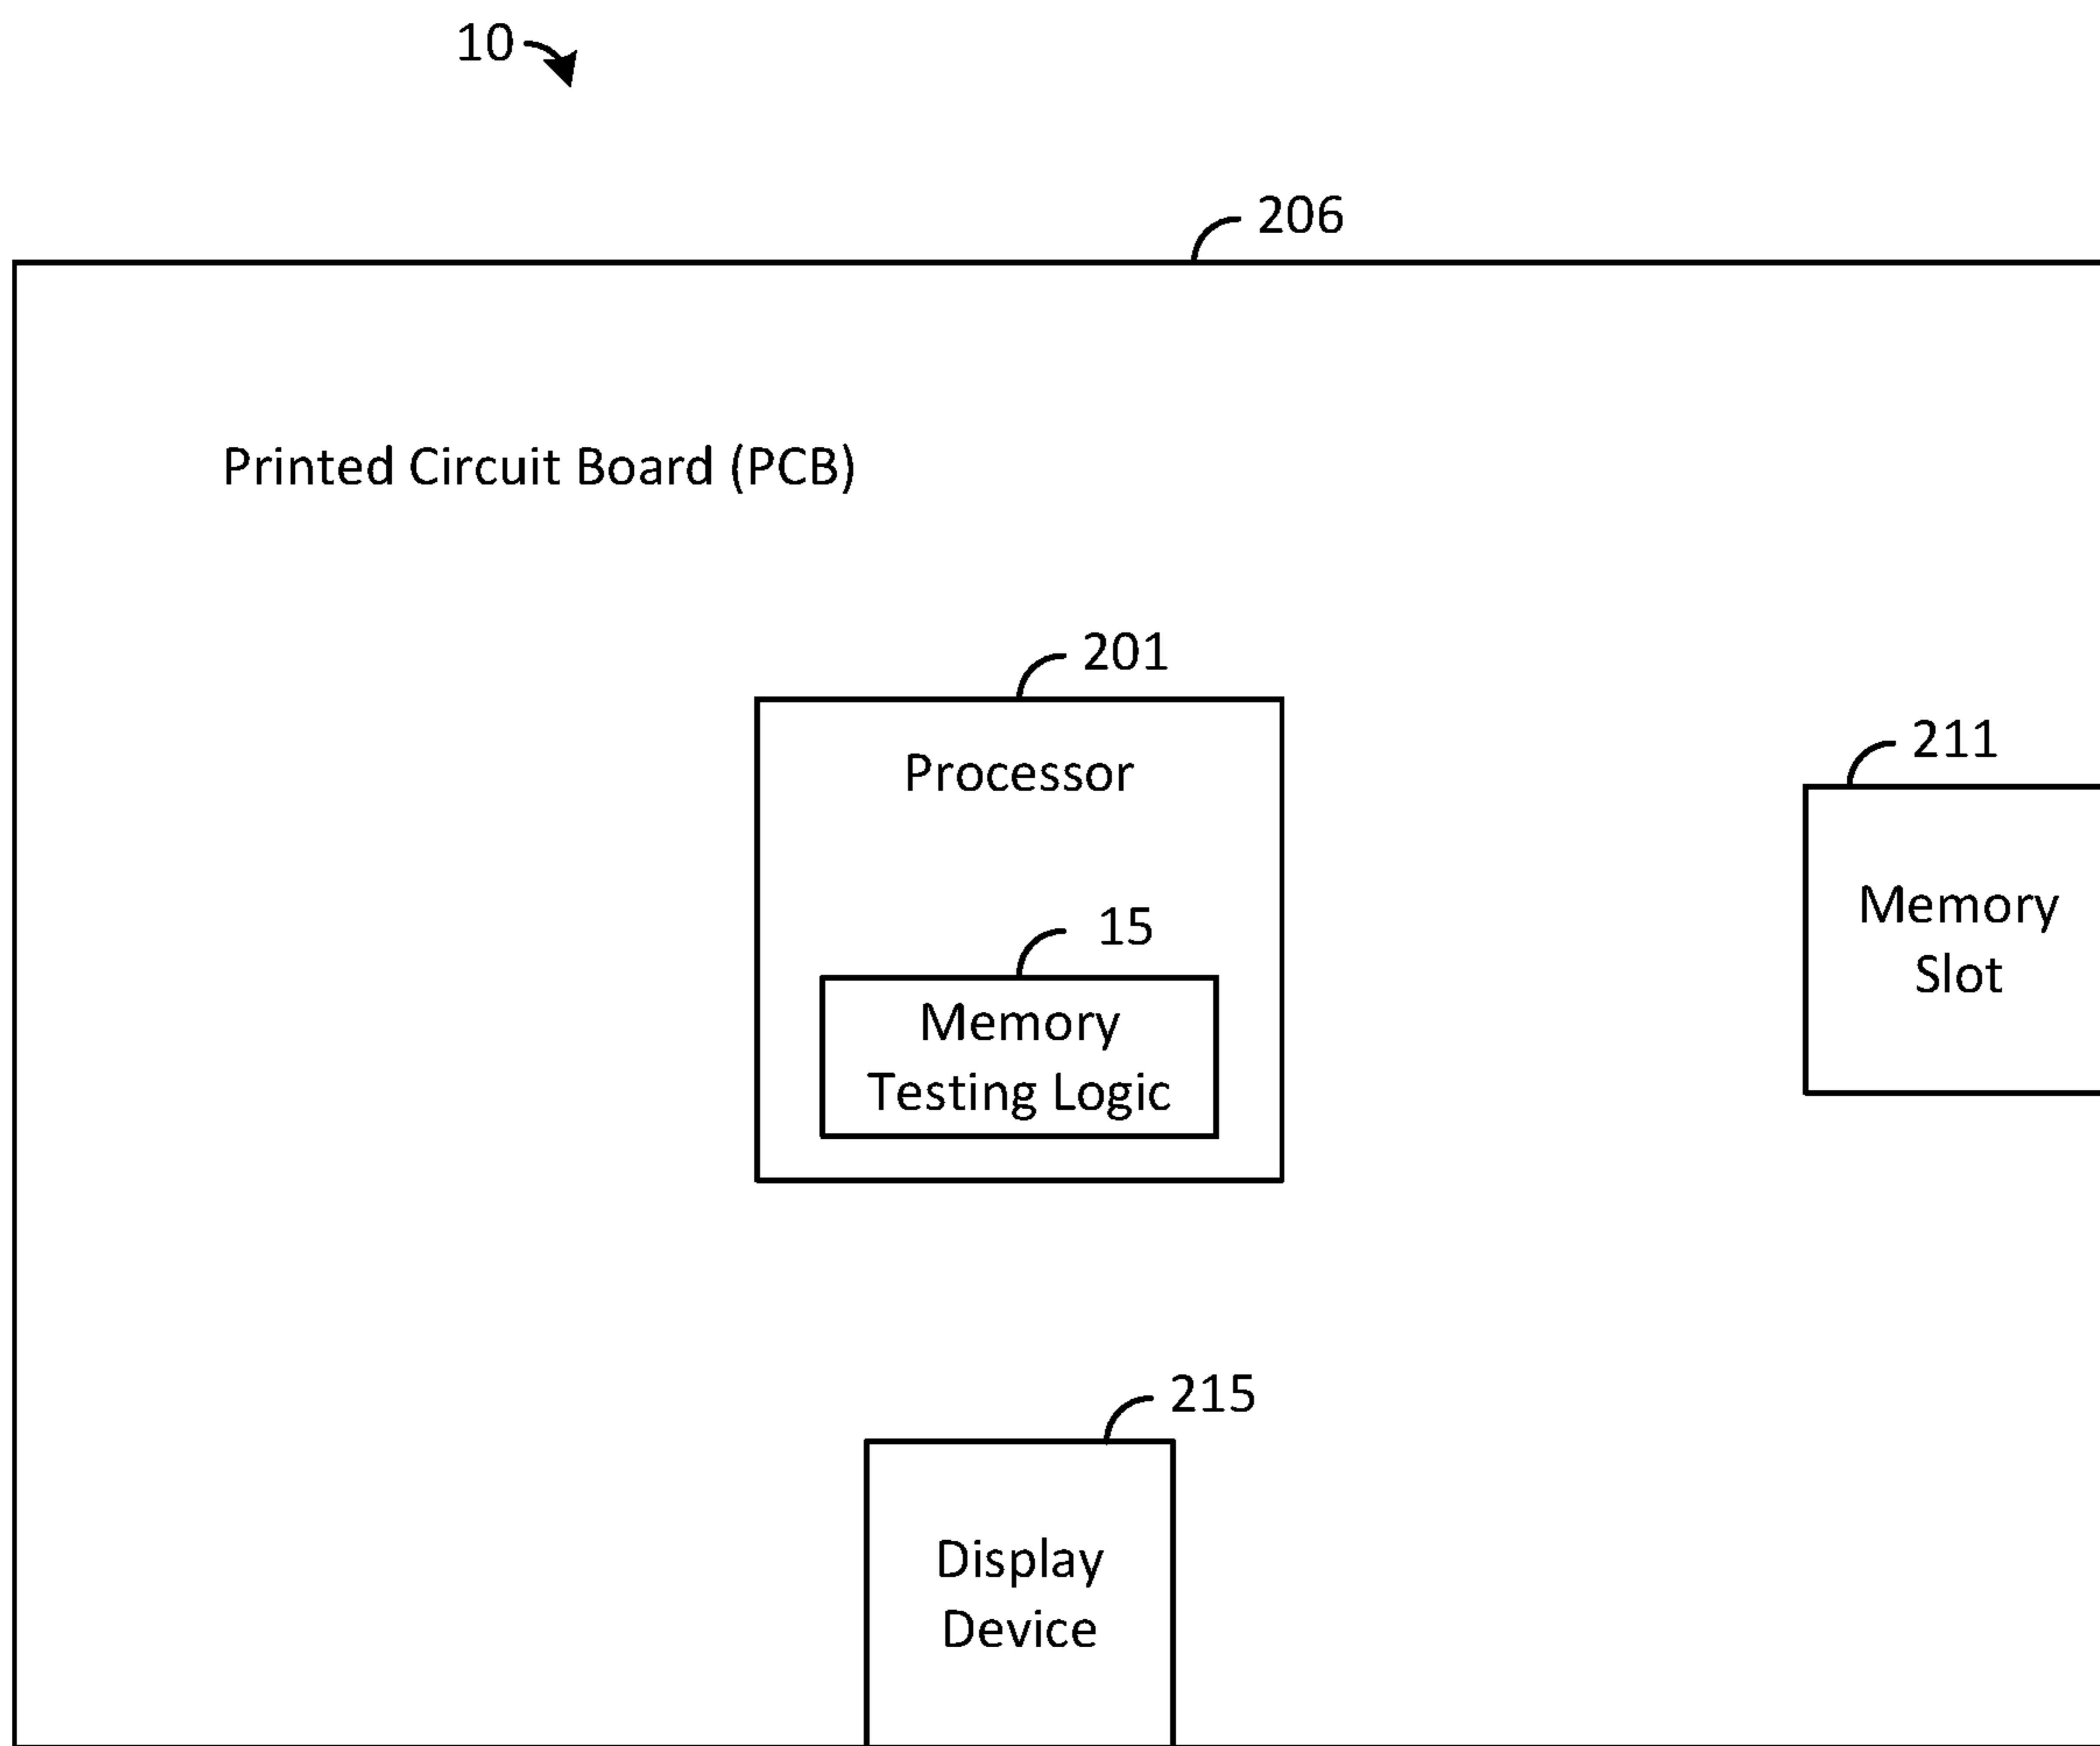 10
206
Printed Circuit Board (PCB)
201
Processor
211
Memory
Slot
15
Memory
Testing Logic
215
Display
Device